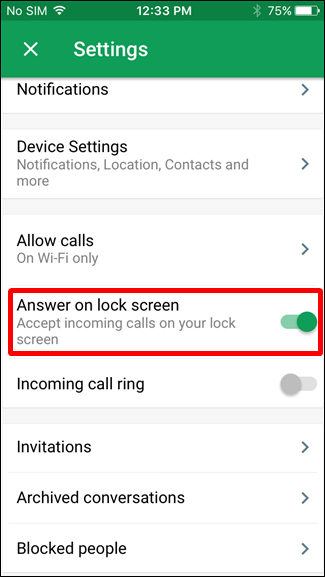 No SIM 12:33 PM 75%
Settings
Notifications
Device Settings
Notifications, Location, Contacts and
more
Allow calls
On Wi-Fi only
Answer on lock screen
Accept incoming calls on your lock
screen
Incoming call ring
Invitations
Archived conversations
Blocked people